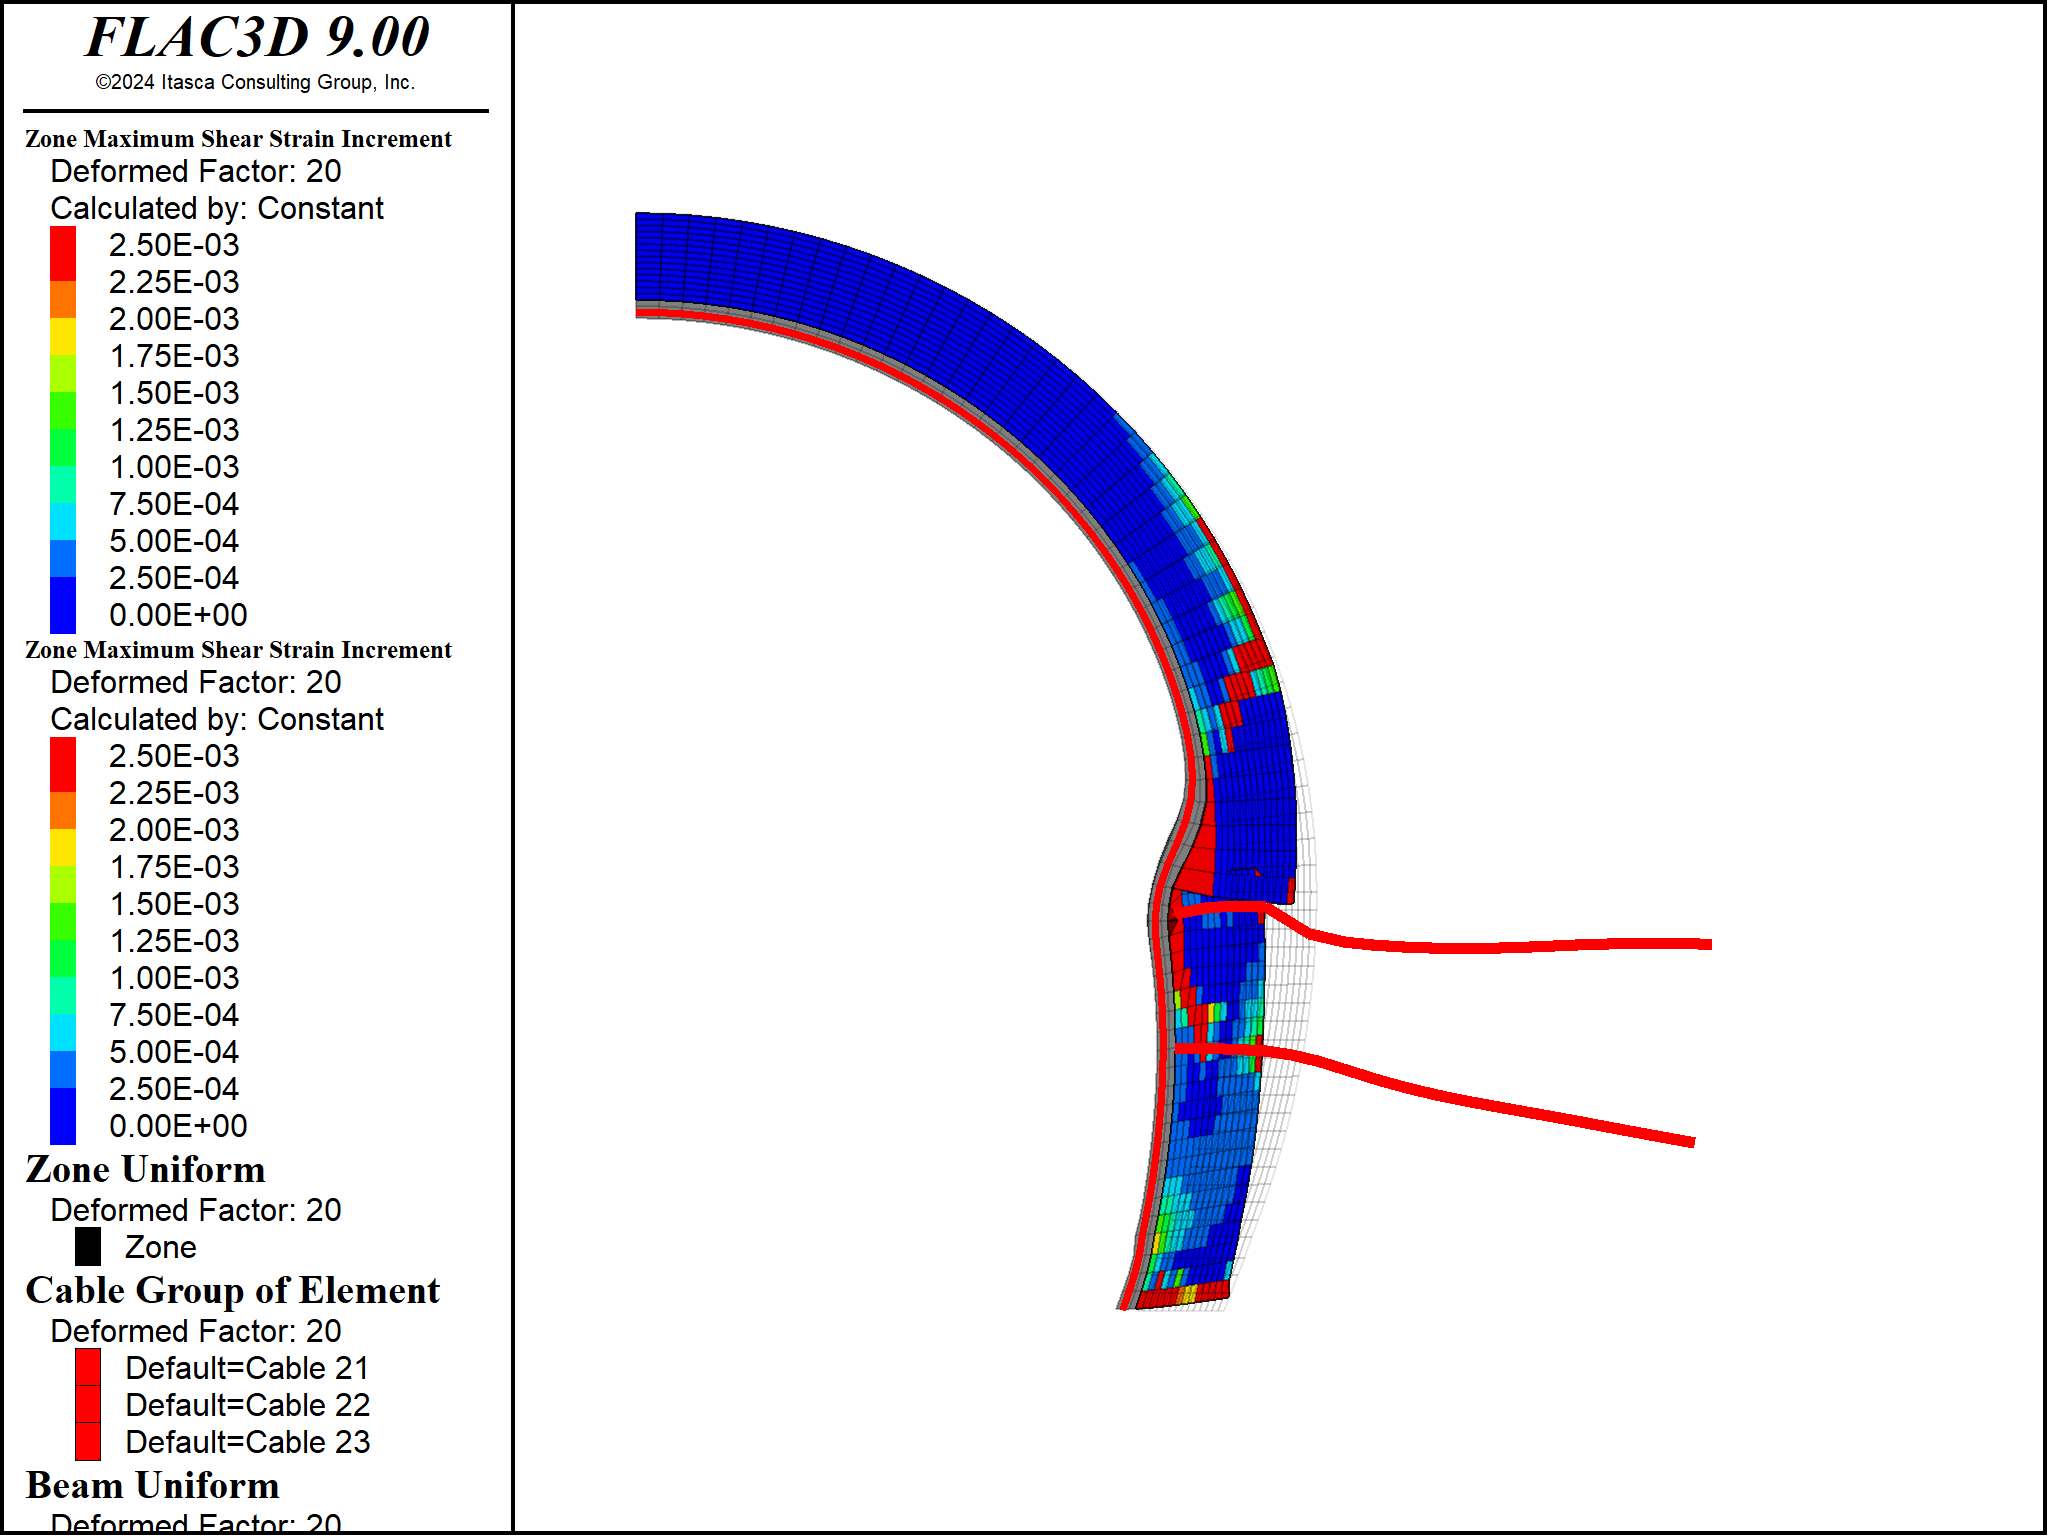 FLAC3D 9.00
©2024 Itasca Consulting Group, Inc.
Zone Maximum Shear Strain Increment
Deformed Factor: 20
Calculated by: Constant
2.50E-03
2.25E-03
2.00E-03
1.75E-03
1.50E-03
1.25E-03
1.00E-03
7.50E-04
5.00E-04
2.50E-04
0.00E+00
Zone Maximum Shear Strain Increment
Deformed Factor: 20
Calculated by: Constant
2.50E-03
2.25E-03
2.00E-03
1.75E-03
1.50E-03
1.25E-03
1.00E-03
7.50E-04
5.00E-04
2.50E-04
0.00E+00
Zone Uniform
Deformed Factor: 20
Zone
Cable Group of Element
Deformed Factor: 20
Default=Cable 21
Default=Cable 22
Default=Cable 23
Beam Uniform
Deformed Factor: 20